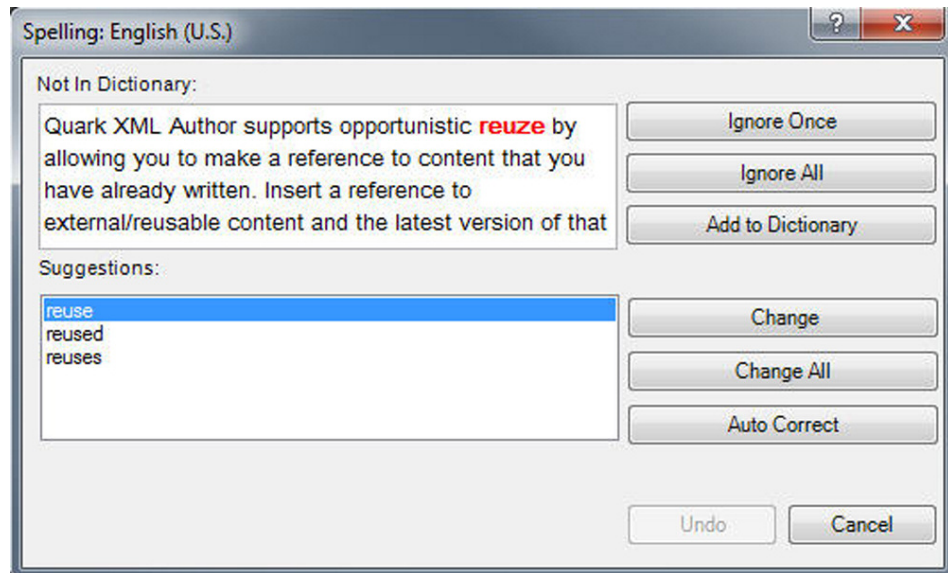 Spelling: English (U.S.)
Not In Dictionary:
Quark XML Author supports opportunistic reuze by
allowing you to make a reference to content that you
have already written. Insert a reference to
external/reusable content and the latest version of that
Ignore Once
Ignore All
Add to Dictionary
Suggestions:
reuse
reused
reuses
Change
Change All
Auto Correct
Undo
Cancel